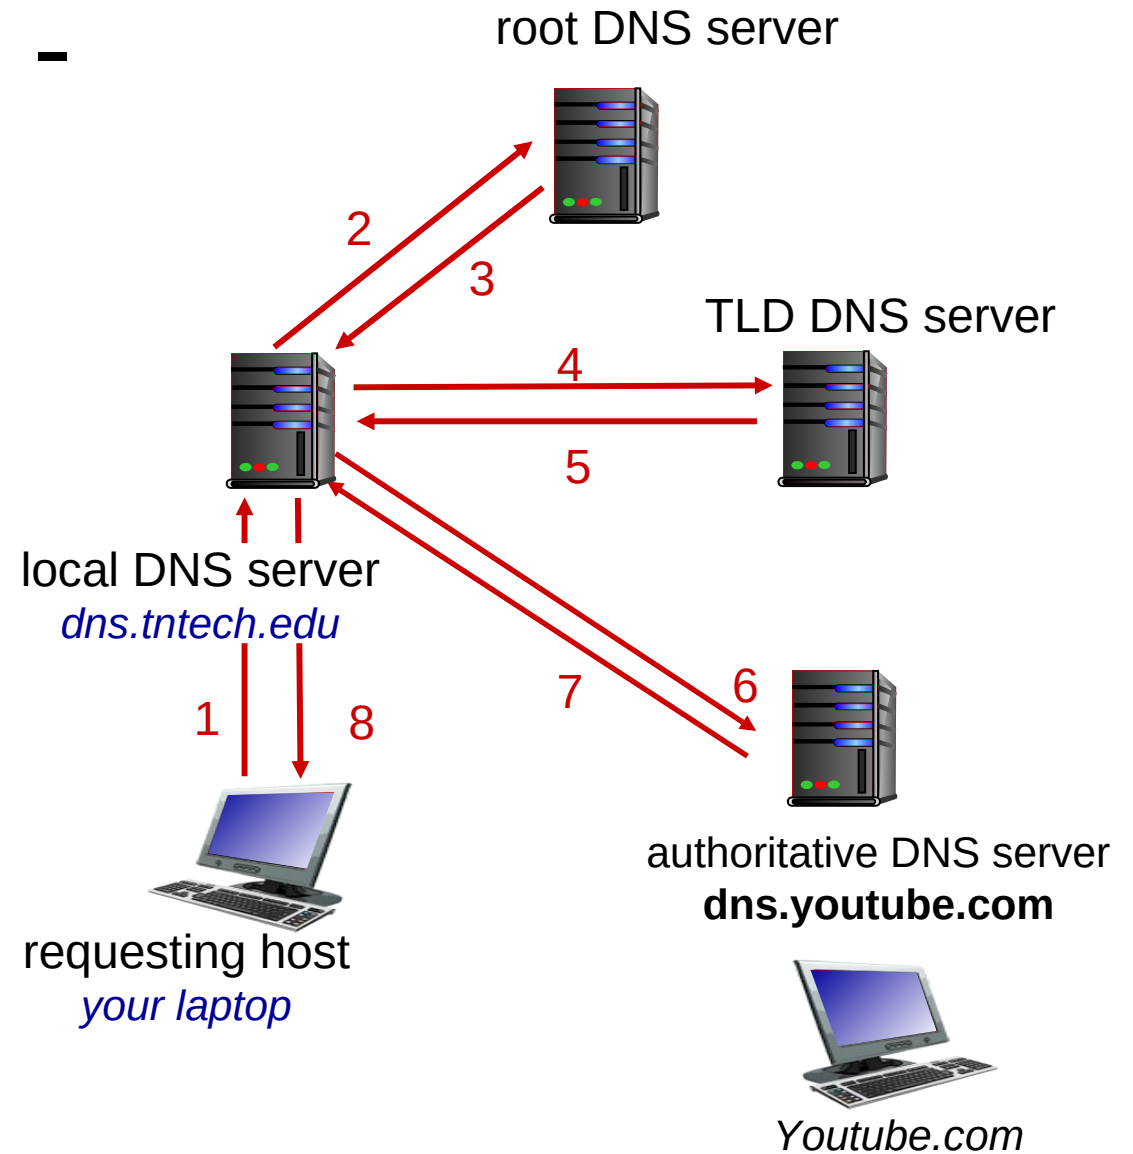 root DNS server
2
3
TLD DNS server
4
5
local DNS server
dns.tntech.edu
1
8
7
6
authoritative DNS server
dns.youtube.com
requesting host
your laptop
Youtube.com